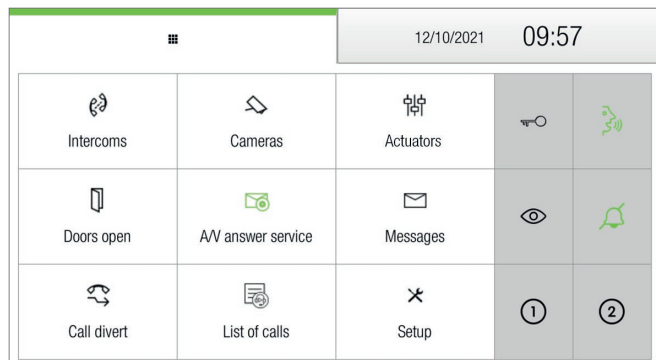 12/10/2021 09:57
Intercoms Cameras Actuators
Doors open A/V answer service Messages
Call divert List of calls Setup 1 2